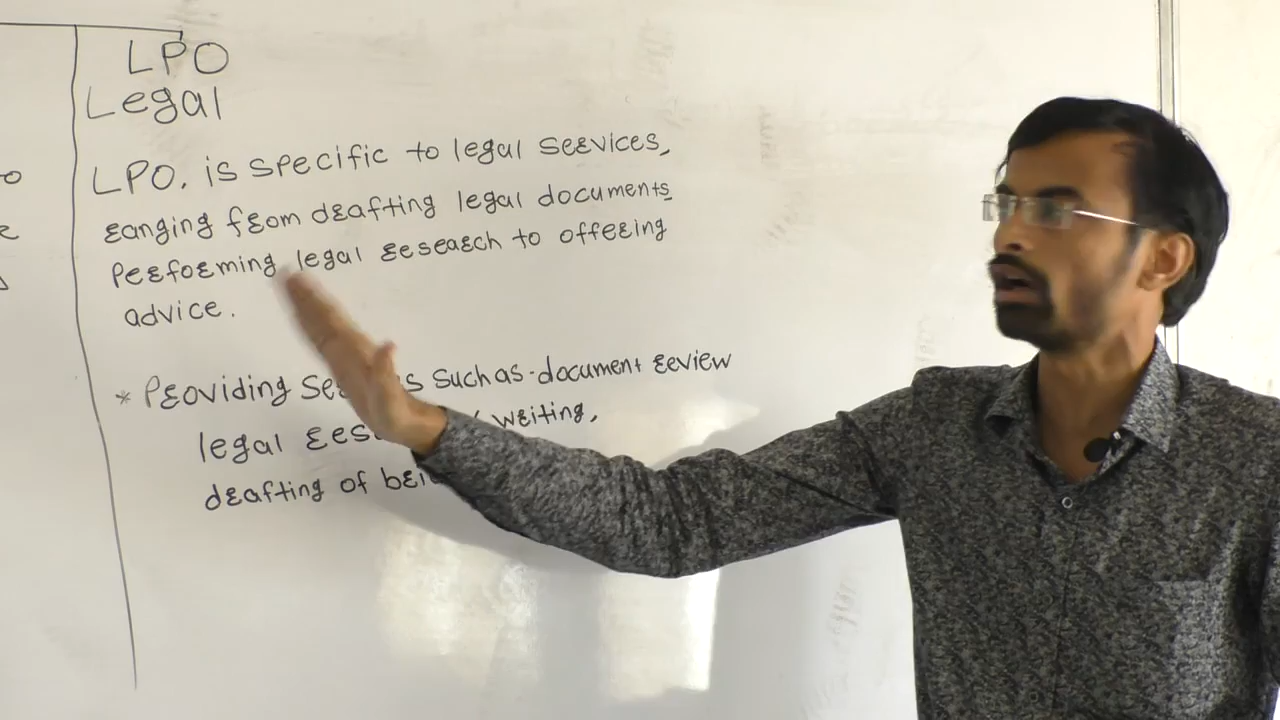 LPO
Legal
LPO. is specific to legal services,
ranging from drafting legal documents
Performing legal research to offering
advice.
* Providing such as - document review
legal writing,
drafting of